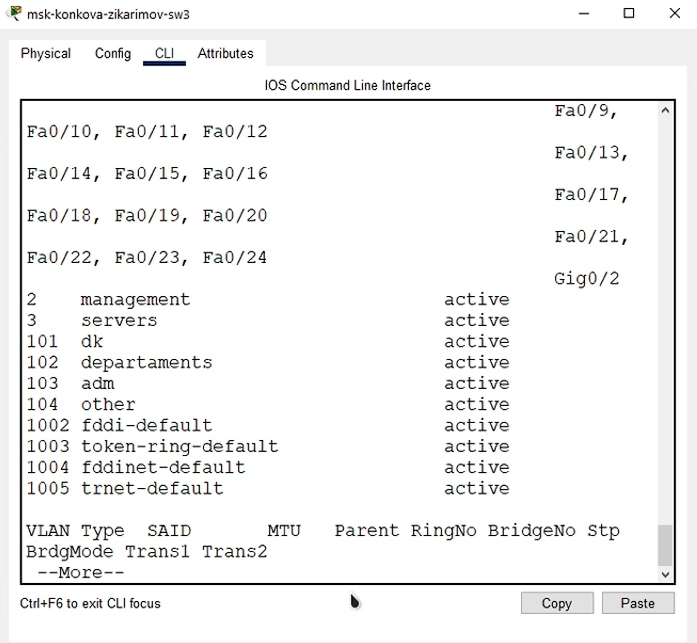 msk-konkova-zikarimov-sw3
Physical Config CLI Attributes
IOS Command Line Interface
Fa0/9,
Fa0/10, Fa0/11, Fa0/12
Fa0/13,
Fa0/14, Fa0/15, Fa0/16
Fa0/17,
Fa0/18, Fa0/19, Fa0/20
Fa0/21,
Fa0/22, Fa0/23, Fa0/24
Gig0/2
2 management active
3 servers active
101 dk active
102 departaments active
103 adm active
104 other active
1002 fddi-default active
1003 token-ring-default active
1004 fddinet-default active
1005 trnet-default active
VLAN Type SAID MTU Parent RingNo BridgeNo Stp
BrdgMode Trans1 Trans2
--More--
Ctrl+F6 to exit CLI focus Copy Paste